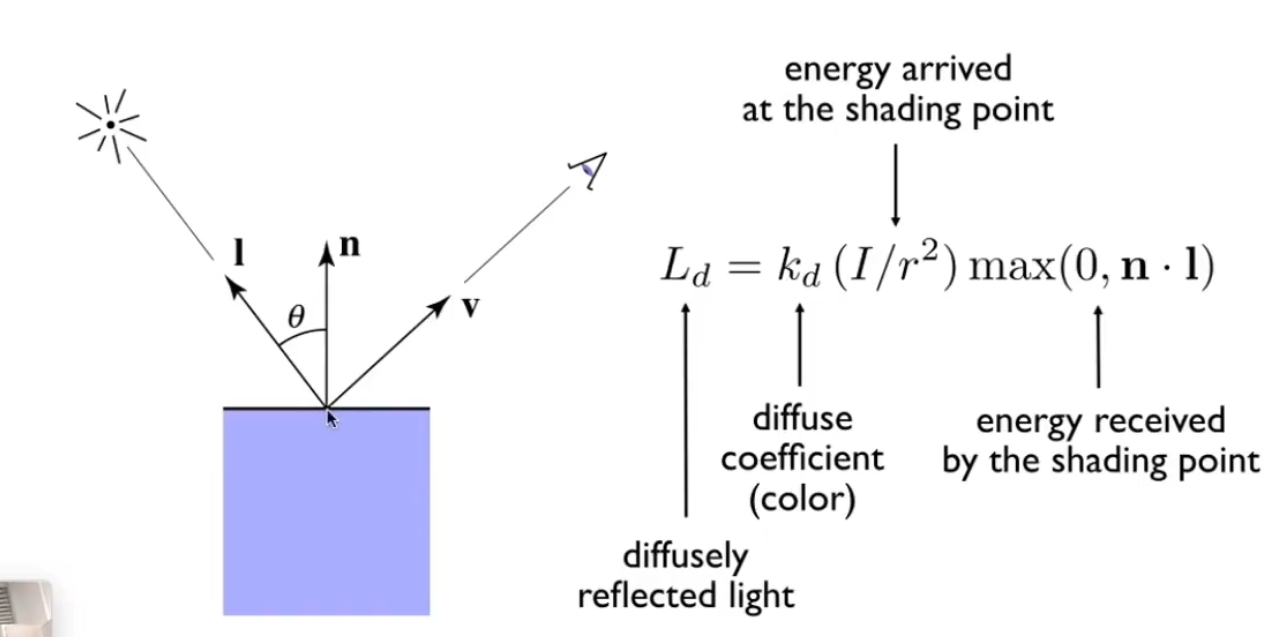 energy arrived
at the shading point
l
n
θ
v
L_d = k_d (I/r²) max(0, n · l)
diffuse
coefficient
(color)
energy received
by the shading point
diffusely
reflected light